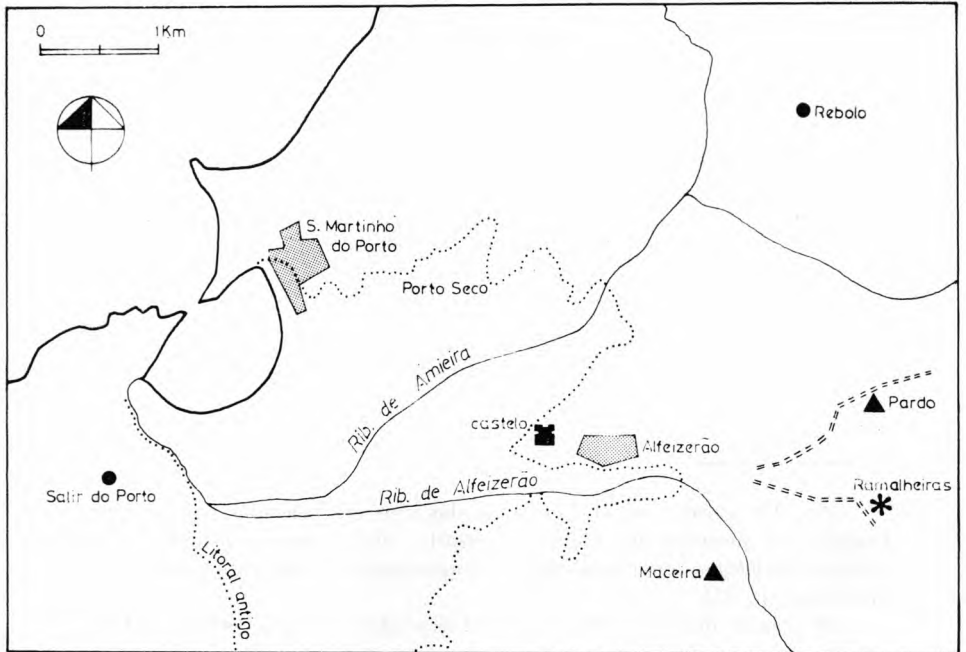 0 1Km
Rebolo
S. Martinho
do Porto
Porto Seco
Rib. de Amieira
castelo
Alfeizerão
Pardo
Ramalheiras
Salir do Porto
Rib. de Alfeizerão
Litoral antigo
Maceira